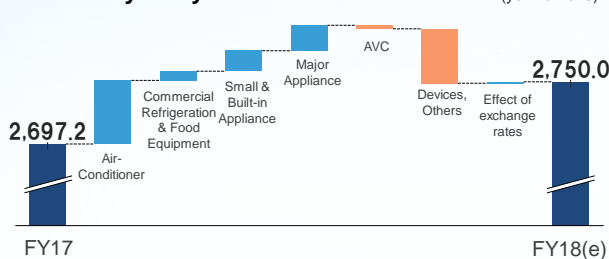 2,697.2
Air-
Conditioner
Commercial
Refrigeration
& Food
Equipment
Small &
Built-in
Appliance
Major
Appliance
AVC
Devices,
Others
Effect of
exchange
rates
2,750.0
FY17
FY18(e)